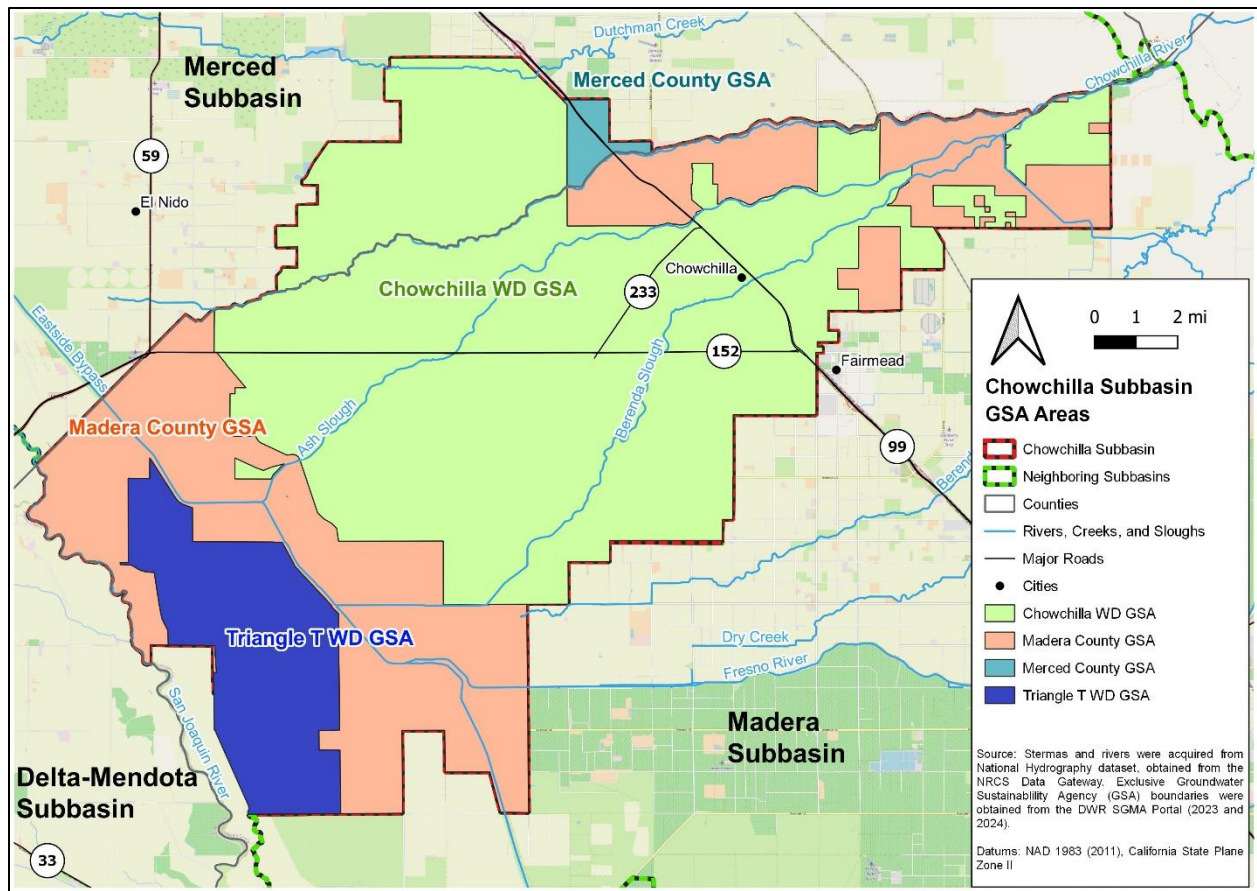 Dutchman Creek
Merced
Subbasin
Merced County GSA
Chowchilla River
59
El Nido
Chowchilla WD GSA
233
Chowchilla
Eastside Bypass
152
Fairmead
Berenda Slough
Madera County GSA
Ash Slough
99
Berend
Triangle T WD GSA
Dry Creek
Fresno River
San Joaquin River
Madera
Subbasin
Delta-Mendota
Subbasin
33
0 1 2 mi
Chowchilla Subbasin
GSA Areas
Chowchilla Subbasin
Neighboring Subbasins
Counties
Rivers, Creeks, and Sloughs
Major Roads
Cities
Chowchilla WD GSA
Madera County GSA
Merced County GSA
Triangle T WD GSA
Source: Stermas and rivers were acquired from
National Hydrography dataset, obtained from the
NRCS Data Gateway. Exclusive Groundwater
Sustainability Agency (GSA) boundaries were
obtained from the DWR SGMA Portal (2023 and
2024).
Datums: NAD 1983 (2011), California State Plane
Zone II